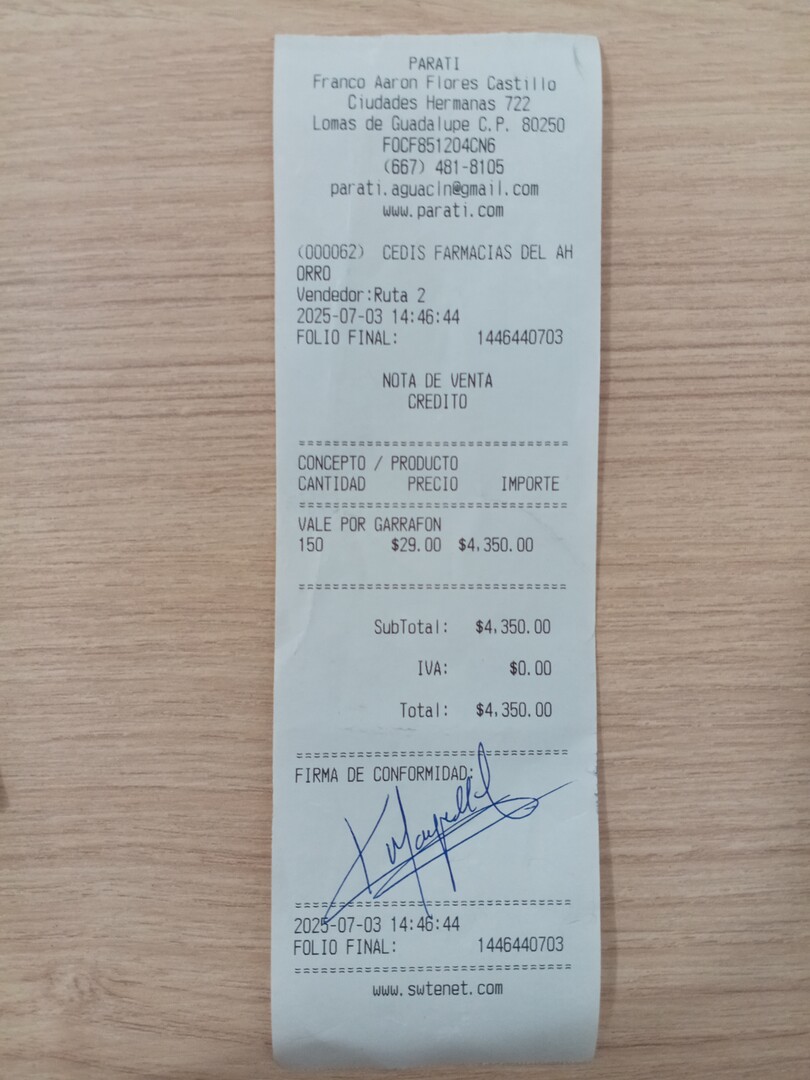 PARATI
Franco Aaron Flores Castillo
Ciudades Hermanas 722
Lomas de Guadalupe C.P. 80250
FOCF851204CN6
(667) 481-8105
parati.aguacln@gmail.com
www.parati.com
(000062) CEDIS FARMACIAS DEL AH
ORRO
Vendedor:Ruta 2
2025-07-03 14:46:44
FOLIO FINAL: 1446440703
NOTA DE VENTA
CREDITO
================================
CONCEPTO / PRODUCTO
CANTIDAD PRECIO IMPORTE
================================
VALE POR GARRAFON
150 $29.00 $4,350.00
================================
SubTotal: $4,350.00
IVA: $0.00
Total: $4,350.00
================================
FIRMA DE CONFORMIDAD:
================================
2025-07-03 14:46:44
FOLIO FINAL: 1446440703
================================
www.swtenet.com